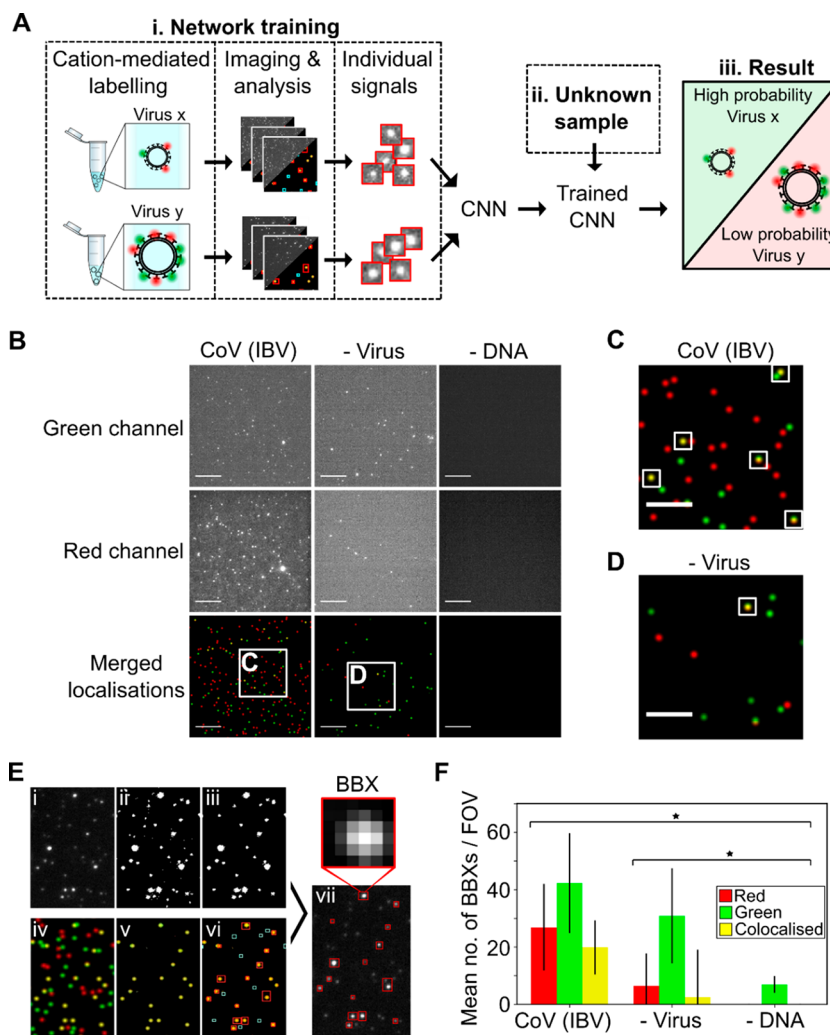 A
i. Network training
Cation-mediated
labelling
Imaging &
analysis
Individual
signals
Virus x
Virus y
CNN
ii. Unknown
sample
Trained
CNN
iii. Result
High probability
Virus x
Low probability
Virus y
B
CoV (IBV)
- Virus
- DNA
Green channel
Red channel
Merged
localisations
C
D
C
CoV (IBV)
D
- Virus
E
i
ii
iii
iv
v
vi
BBX
vii
F
Mean no. of BBXs / FOV
60
40
20
0
Red
Green
Colocalised
CoV (IBV)
- Virus
- DNA